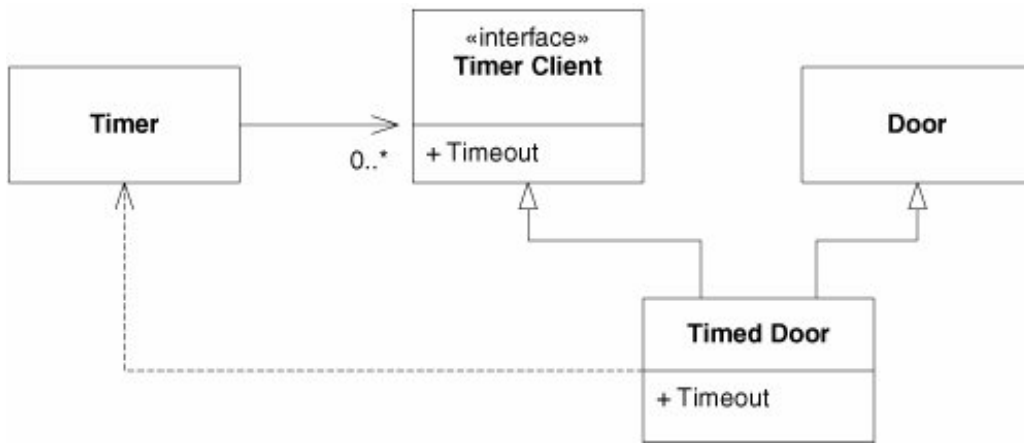 «interface»
Timer Client
Timer
Door
0..*
+ Timeout
Timed Door
+ Timeout